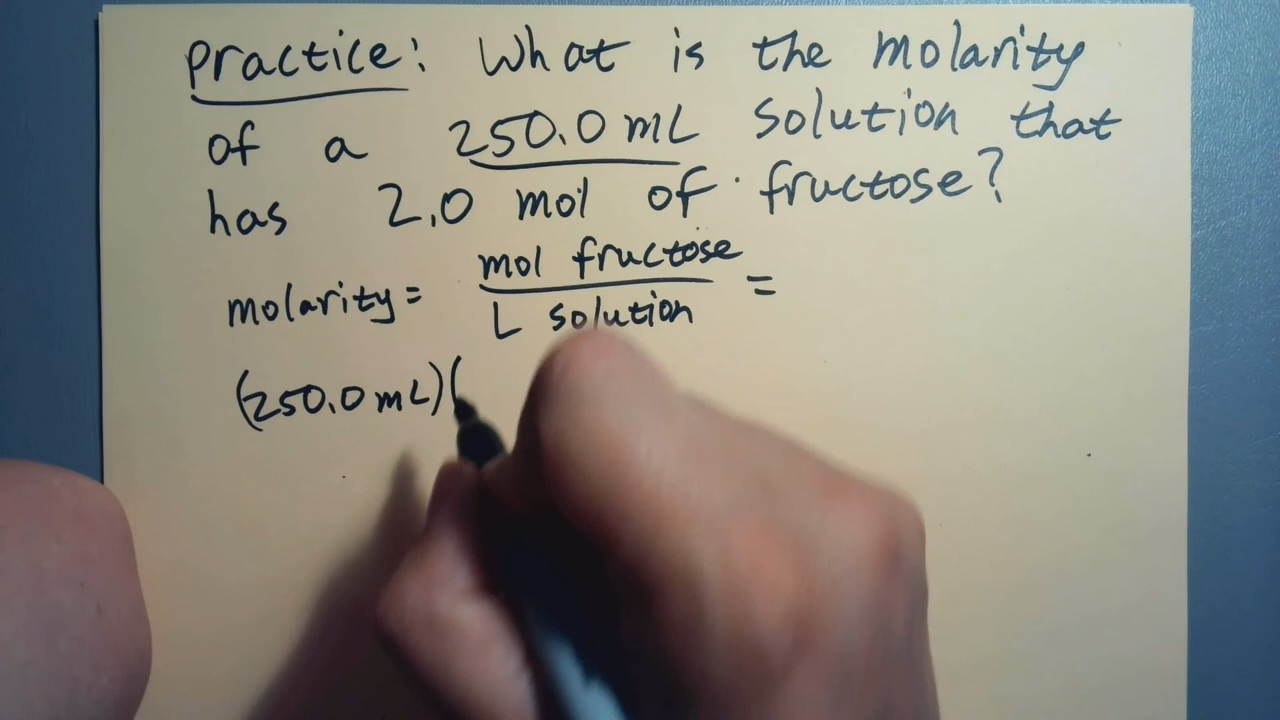 practice: What is the molarity
of a 250.0 mL solution that
has 2.0 mol of fructose?
molarity = mol fructose / L solution =
(250.0 mL)(